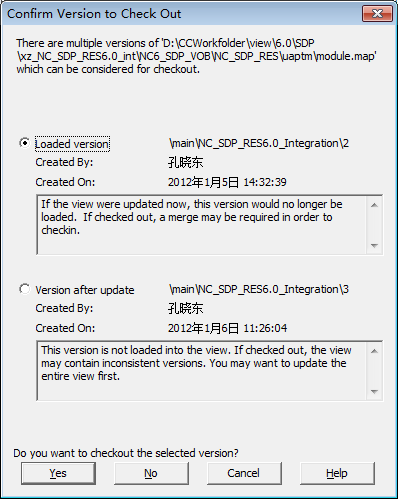 Confirm Version to Check Out
There are multiple versions of 'D:\CCWorkfolder\view\6.0\SDP
\xz_NC_SDP_RES6.0_int\NC6_SDP_VOB\NC_SDP_RES\uaptm\module.map'
which can be considered for checkout.
Loaded version \main\NC_SDP_RES6.0_Integration\2
Created By: 孔晓东
Created On: 2012年1月5日 14:32:39
If the view were updated now, this version would no longer be
loaded. If checked out, a merge may be required in order to
checkin.
Version after update \main\NC_SDP_RES6.0_Integration\3
Created By: 孔晓东
Created On: 2012年1月6日 11:26:04
This version is not loaded into the view. If checked out, the view
may contain inconsistent versions. You may want to update the
entire view first.
Do you want to checkout the selected version?
Yes No Cancel Help